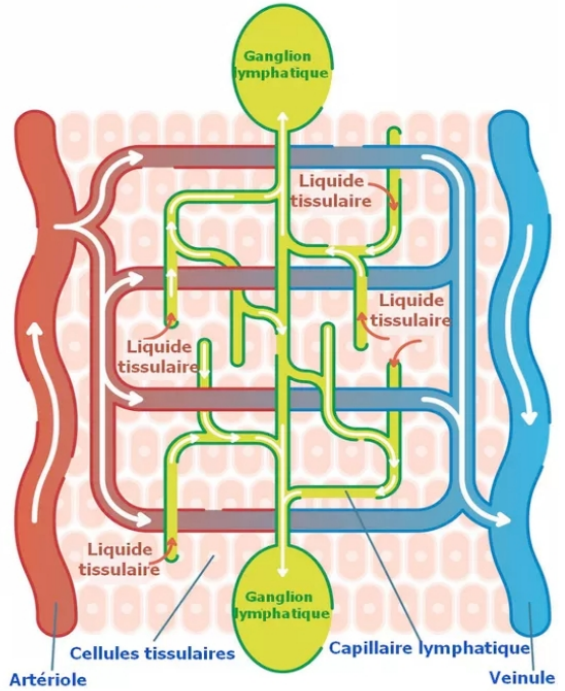 Ganglion
lymphatique
Liquide
tissulaire
Liquide
tissulaire
Liquide
tissulaire
Liquide
tissulaire
Ganglion
lymphatique
Cellules tissulaires
Capillaire lymphatique
Artériole
Veinule